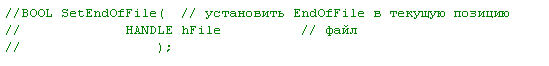 //BOOL SetEndOfFile(  // установить EndOfFile в текущую позицию
//              HANDLE hFile          // файл
//                  );